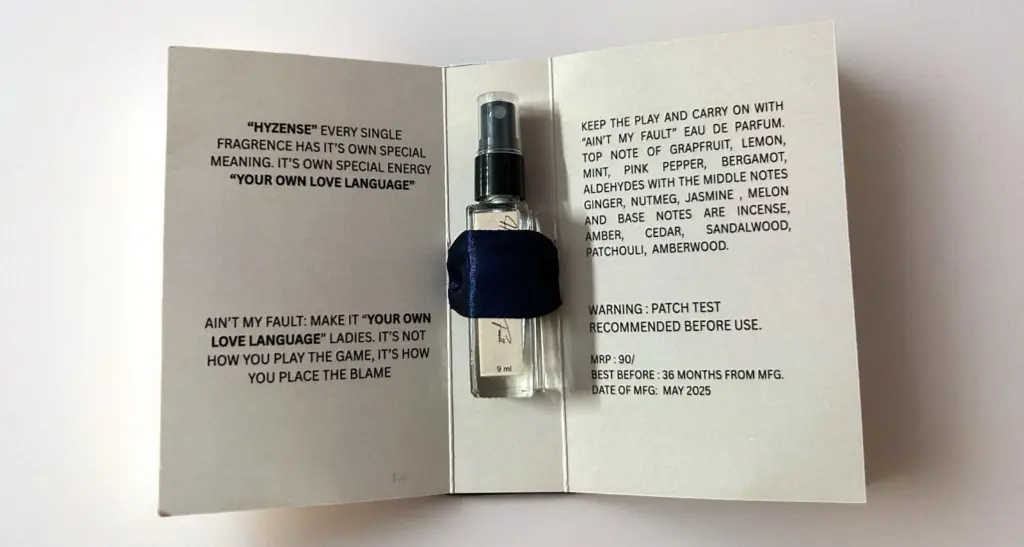 “HYZENSE” EVERY SINGLE
FRAGRENCE HAS IT’S OWN SPECIAL
MEANING. IT’S OWN SPECIAL ENERGY
“YOUR OWN LOVE LANGUAGE”
AIN’T MY FAULT: MAKE IT “YOUR OWN
LOVE LANGUAGE” LADIES. IT’S NOT
HOW YOU PLAY THE GAME, IT’S HOW
YOU PLACE THE BLAME
9 ml
KEEP THE PLAY AND CARRY ON WITH
“AIN’T MY FAULT” EAU DE PARFUM.
TOP NOTE OF GRAPFRUIT, LEMON,
MINT, PINK PEPPER, BERGAMOT,
ALDEHYDES WITH THE MIDDLE NOTES
GINGER, NUTMEG, JASMINE , MELON
AND BASE NOTES ARE INCENSE,
AMBER, CEDAR, SANDALWOOD,
PATCHOULI, AMBERWOOD.
WARNING : PATCH TEST
RECOMMENDED BEFORE USE.
MRP : 90/
BEST BEFORE : 36 MONTHS FROM MFG.
DATE OF MFG: MAY 2025